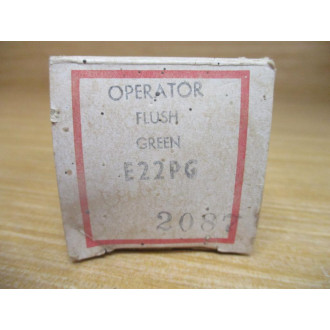 OPERATOR
FLUSH
GREEN
E22PG
2087